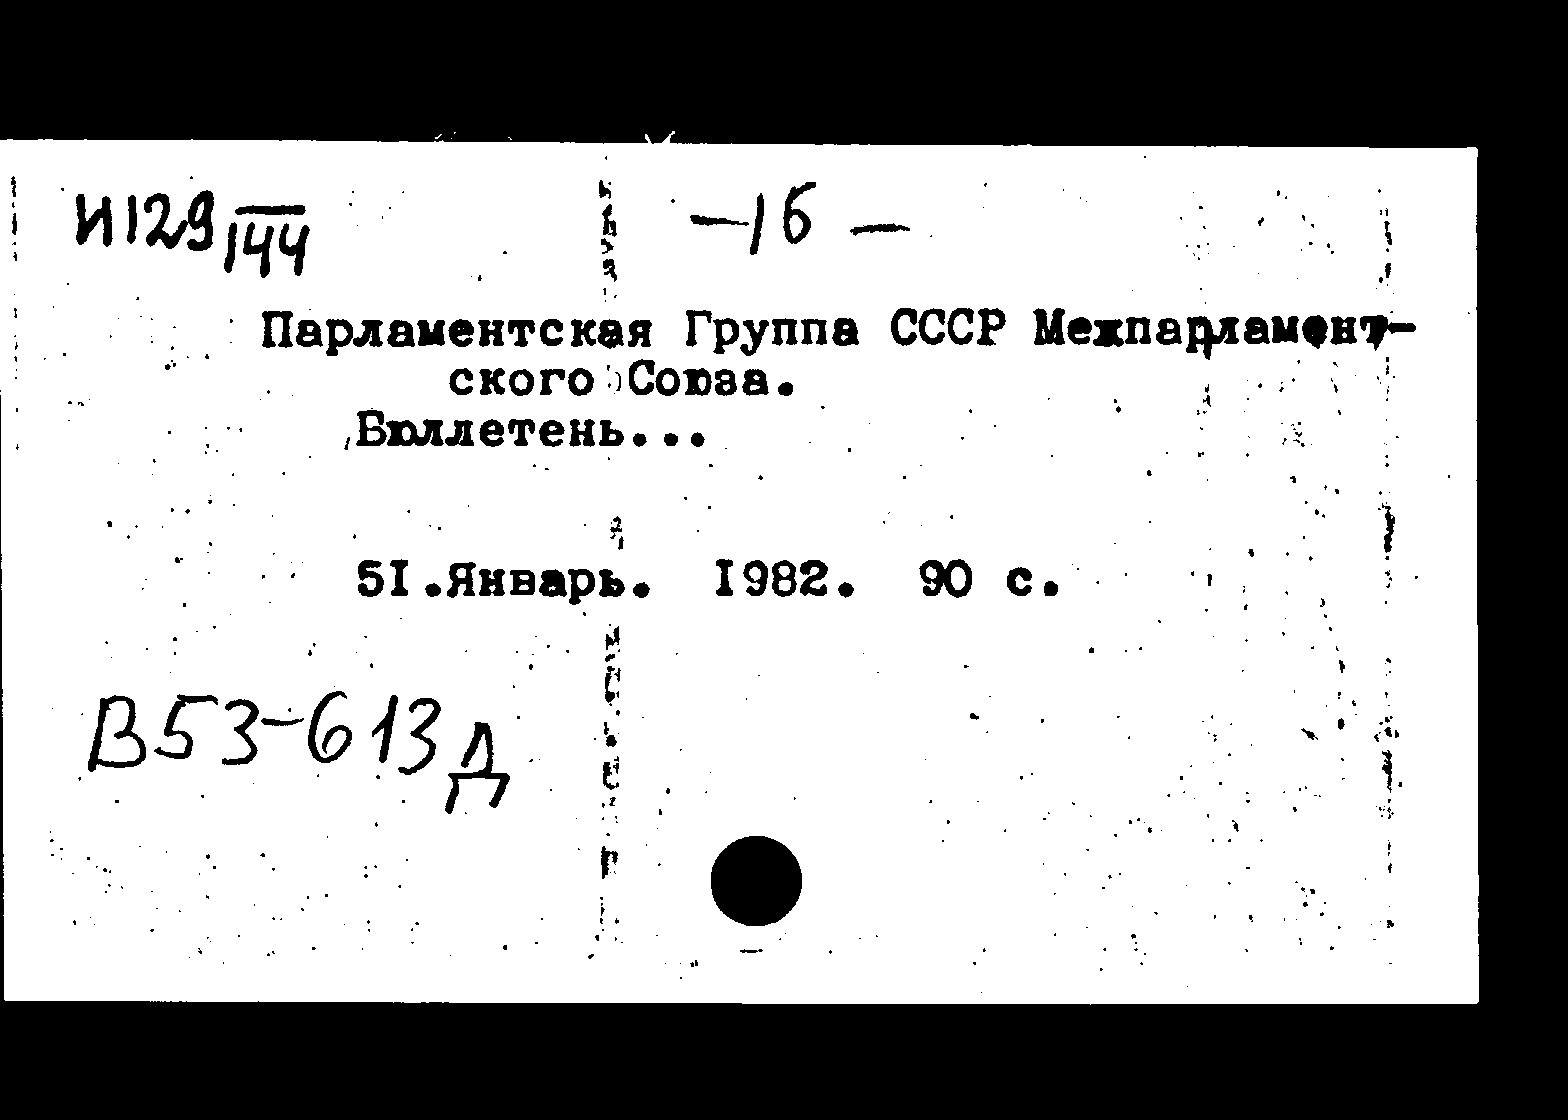 И129/144 -16-
Парламентская Группа СССР Межпарламент-
ского Союза.
Бюллетень...
51.Январь. 1982. 90 с.
В53-613Д